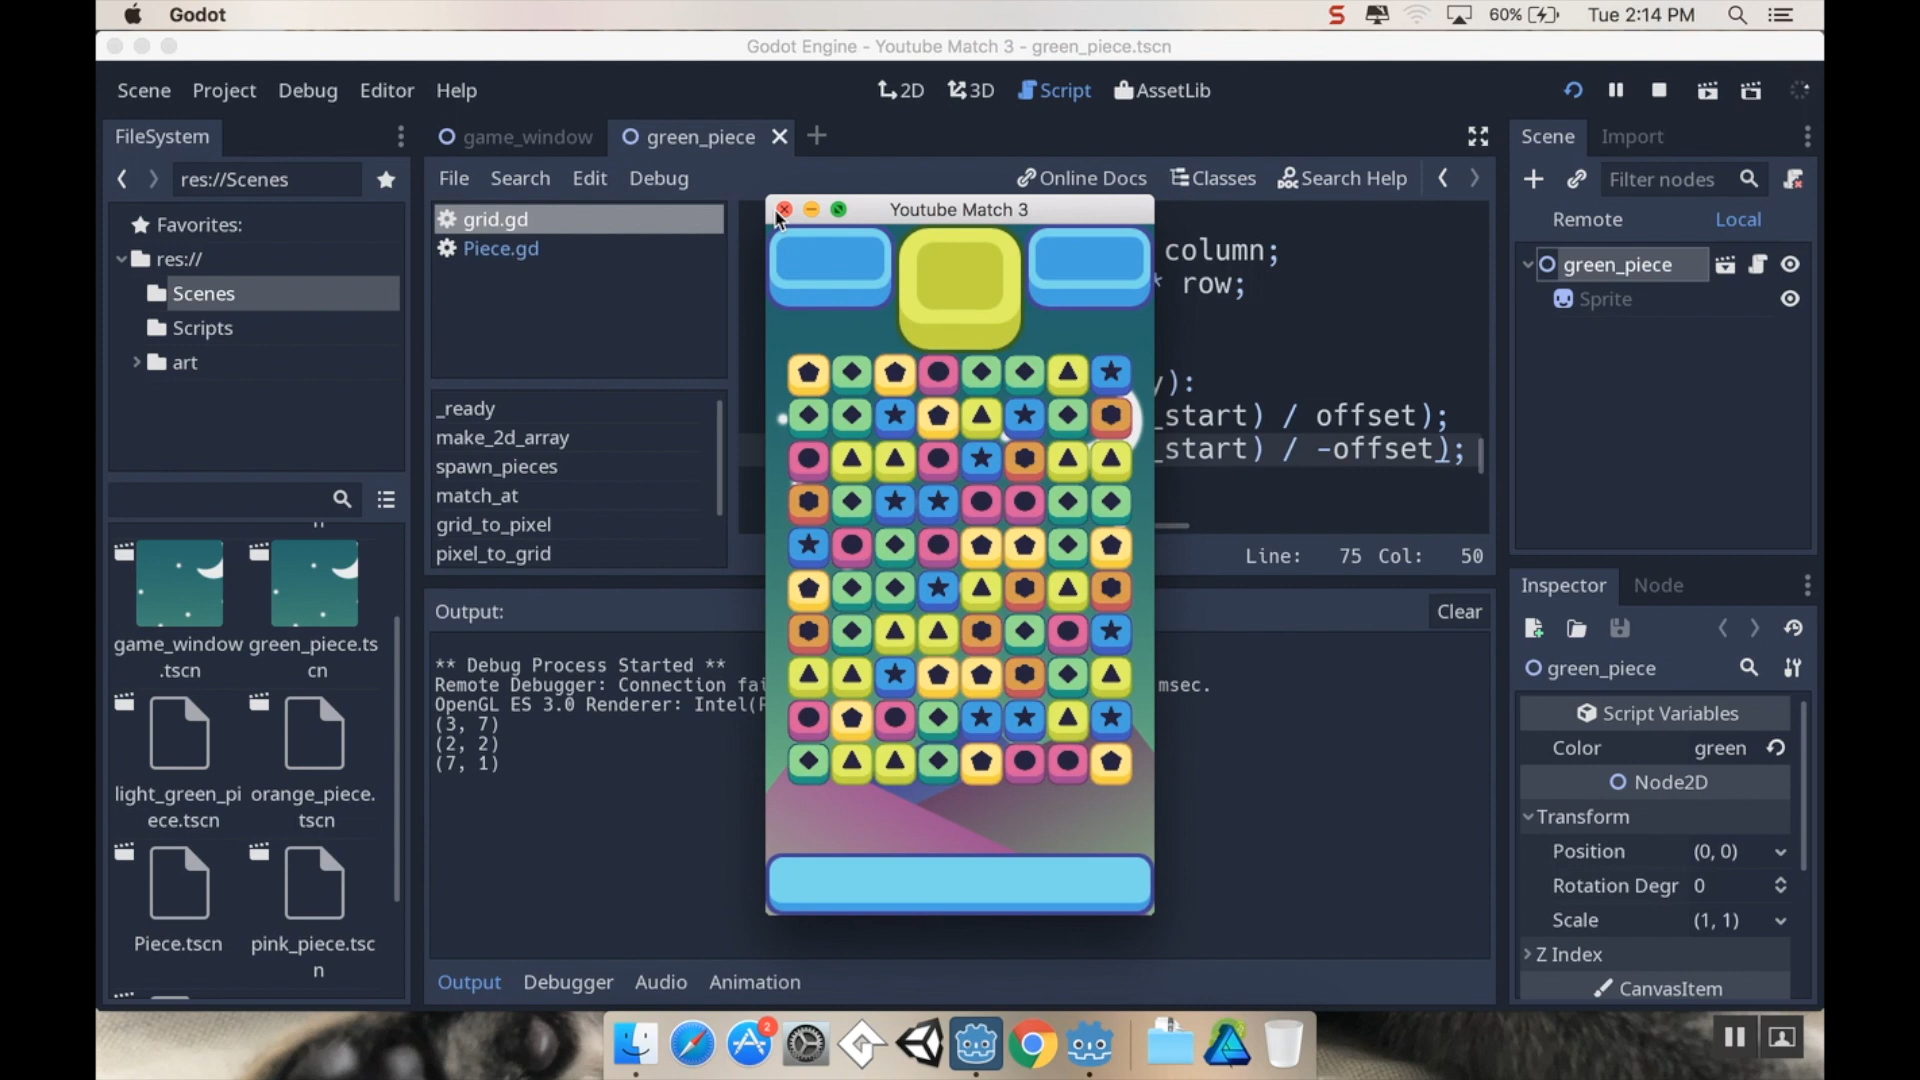 Godot
60%
Tue 2:14 PM
Godot Engine - Youtube Match 3 - green_piece.tscn
Scene Project Debug Editor Help
2D 3D Script AssetLib
FileSystem
game_window
green_piece
Scene Import
res://Scenes
File Search Edit Debug
Online Docs Classes Search Help
Filter nodes
Remote Local
Favorites:
res://
Scenes
Scripts
art
grid.gd
Piece.gd
Youtube Match 3
column;
* row;
):
_start) / offset);
_start) / -offset);
green_piece
Sprite
_ready
make_2d_array
spawn_pieces
match_at
grid_to_pixel
pixel_to_grid
Line: 75 Col: 50
game_window
.tscn
green_piece.ts
cn
light_green_pi
ece.tscn
orange_piece.
tscn
Piece.tscn
pink_piece.tsc
n
Output:
Clear
** Debug Process Started **
Remote Debugger: Connection fai
msec.
OpenGL ES 3.0 Renderer: Intel(R
(3, 7)
(2, 2)
(7, 1)
Output Debugger Audio Animation
Inspector Node
green_piece
Script Variables
Color green
Node2D
Transform
Position (0, 0)
Rotation Degr 0
Scale (1, 1)
Z Index
CanvasItem
2